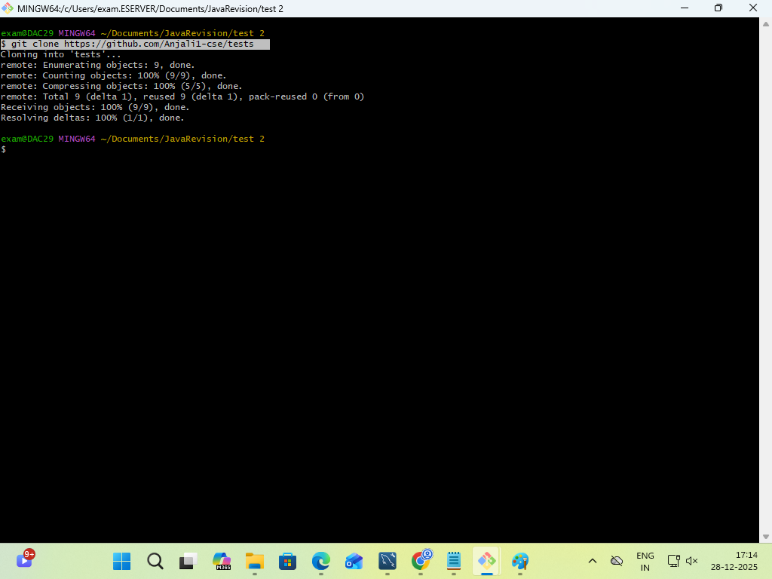 MINGW64:/c/Users/exam.ESERVER/Documents/JavaRevision/test 2
exam@DAC29 MINGW64 ~/Documents/JavaRevision/test 2
$ git clone https://github.com/Anjali1-cse/tests
Cloning into 'tests'...
remote: Enumerating objects: 9, done.
remote: Counting objects: 100% (9/9), done.
remote: Compressing objects: 100% (5/5), done.
remote: Total 9 (delta 1), reused 9 (delta 1), pack-reused 0 (from 0)
Receiving objects: 100% (9/9), done.
Resolving deltas: 100% (1/1), done.
exam@DAC29 MINGW64 ~/Documents/JavaRevision/test 2
$
9+
ENG
IN
17:14
28-12-2025